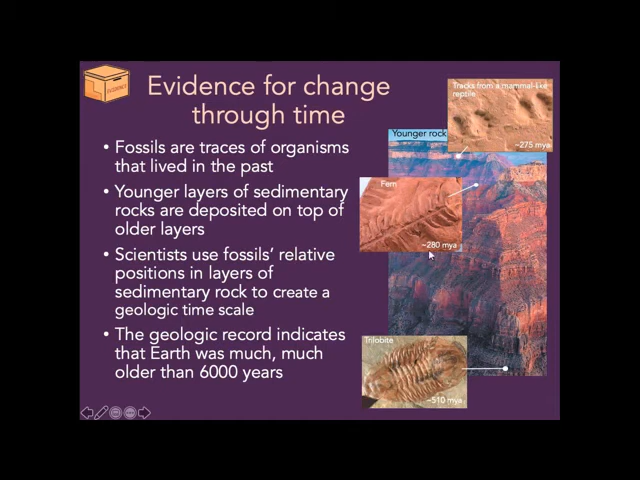 EVIDENCE
Evidence for change
through time
• Fossils are traces of organisms
that lived in the past
• Younger layers of sedimentary
rocks are deposited on top of
older layers
• Scientists use fossils' relative
positions in layers of
sedimentary rock to create a
geologic time scale
• The geologic record indicates
that Earth was much, much
older than 6000 years
Tracks from a mammal-like
reptile
~275 mya
Younger rock
Fern
~280 mya
Trilobite
~510 mya